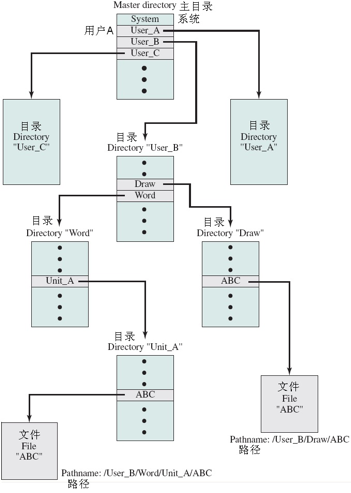 Master directory 主目录
System 系统
用户A User_A
User_B
User_C
目录
Directory
"User_C"
目录
Directory
"User_A"
目录
Directory "User_B"
Draw
Word
目录
Directory "Word"
目录
Directory "Draw"
Unit_A
ABC
目录
Directory "Unit_A"
ABC
文件
File
"ABC"
Pathname: /User_B/Draw/ABC
路径
文件
File
"ABC"
Pathname: /User_B/Word/Unit_A/ABC
路径